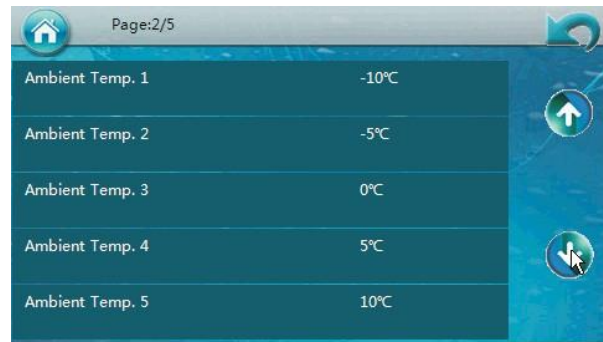 Page:2/5
Ambient Temp. 1 -10℃
Ambient Temp. 2 -5℃
Ambient Temp. 3 0℃
Ambient Temp. 4 5℃
Ambient Temp. 5 10℃